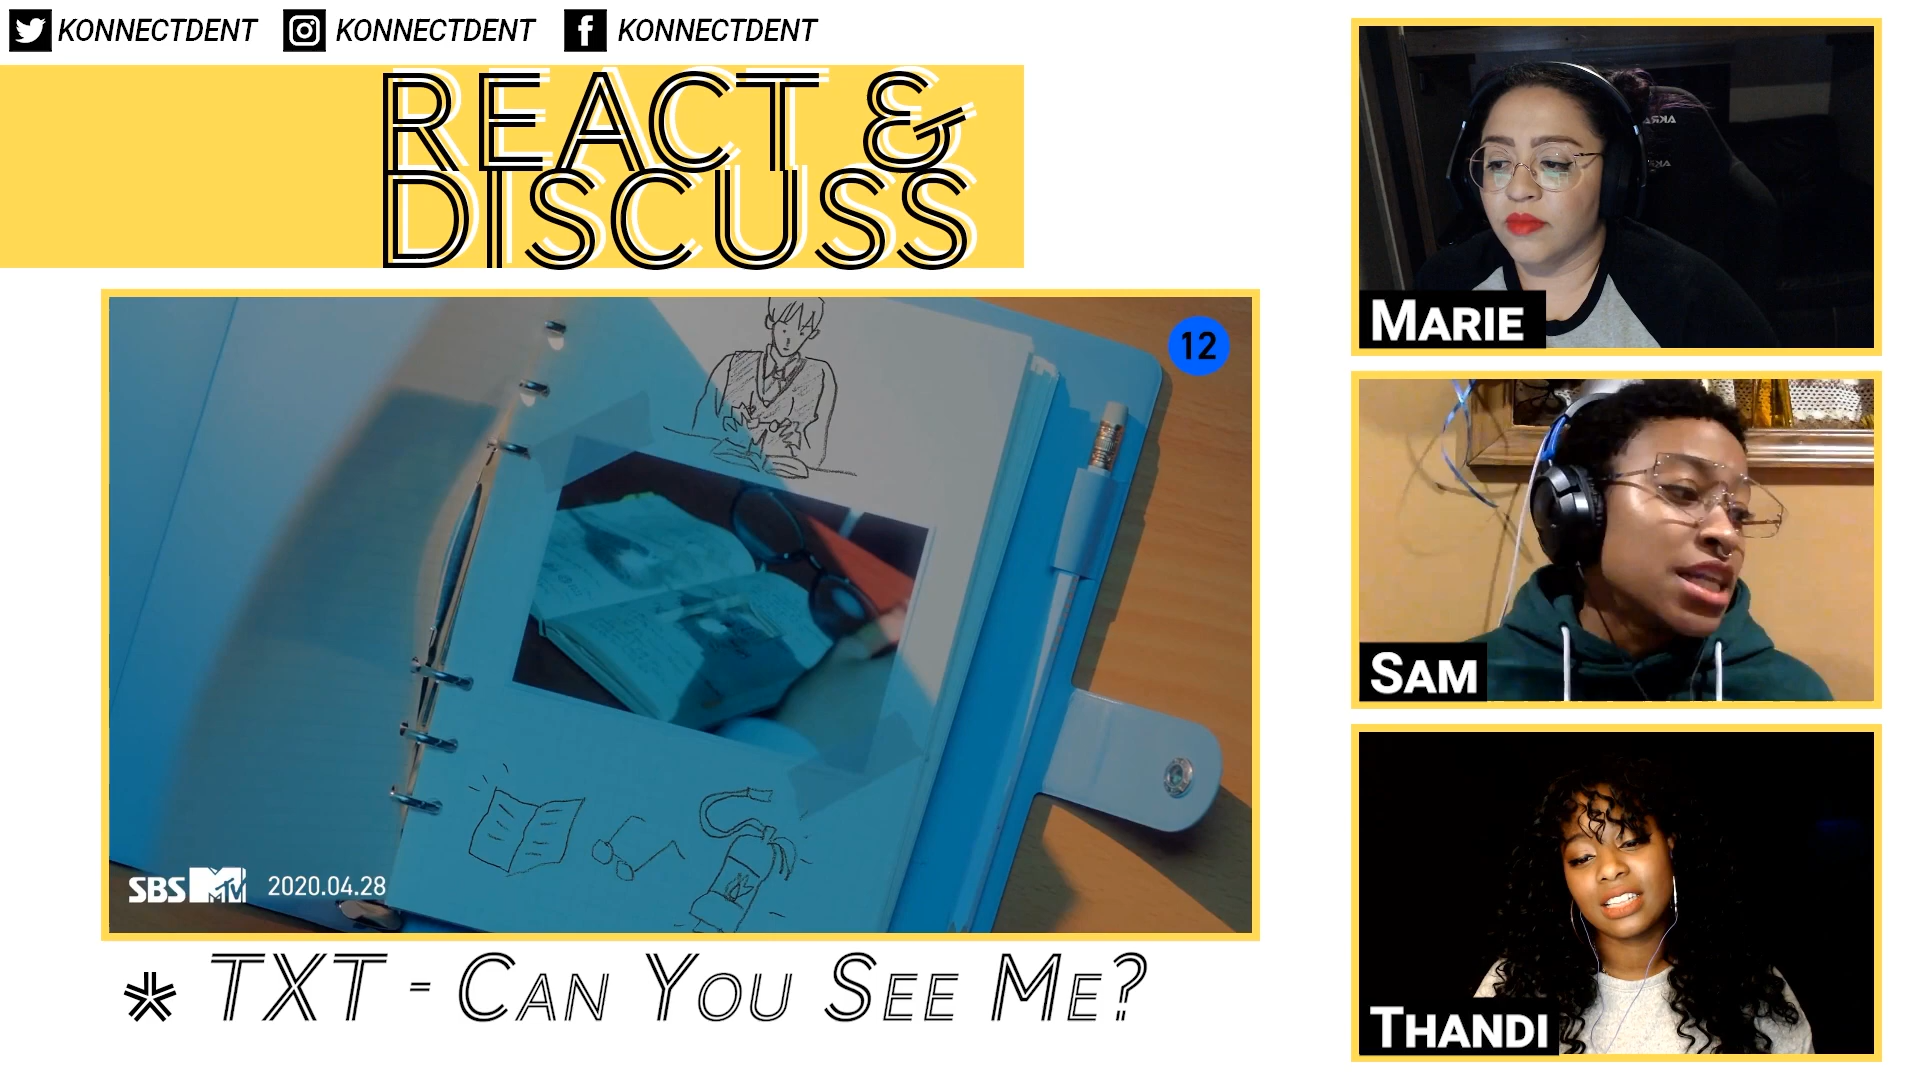 KONNECTDENT KONNECTDENT KONNECTDENT
REACT &
DISCUSS
12
SBS MTV 2020.04.28
* TXT - CAN YOU SEE ME?
MARIE
SAM
THANDI